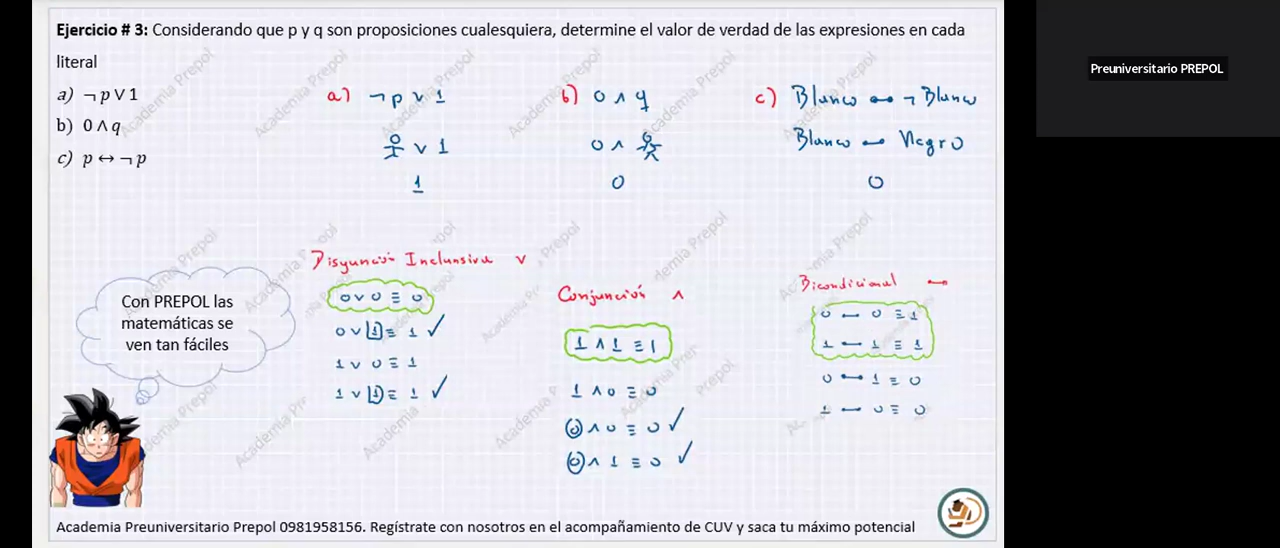 Ejercicio # 3: Considerando que p y q son proposiciones cualesquiera, determine el valor de verdad de las expresiones en cada
literal
a) ¬ p ∨ 1
b) 0 ∧ q
c) p ↔ ¬ p
a) ¬ p ∨ 1
∨ 1
1
b) 0 ∧ q
0 ∧
0
c) Blanco ↔ ¬ Blanco
Blanco ↔ Negro
0
Disyunción Inclunsiva ∨
0 ∨ 0 ≡ 0
0 ∨ 1 ≡ 1 ✓
1 ∨ 0 ≡ 1
1 ∨ 1 ≡ 1 ✓
Conjunción ∧
1 ∧ 1 ≡ 1
1 ∧ 0 ≡ 0
0 ∧ 0 ≡ 0 ✓
0 ∧ 1 ≡ 0 ✓
Bicondicional ↔
0 ↔ 0 ≡ 1
1 ↔ 1 ≡ 1
0 ↔ 1 ≡ 0
1 ↔ 0 ≡ 0
Con PREPOL las
matemáticas se
ven tan fáciles
Academia Preuniversitario Prepol 0981958156. Regístrate con nosotros en el acompañamiento de CUV y saca tu máximo potencial
Preuniversitario PREPOL
Academia Prepol